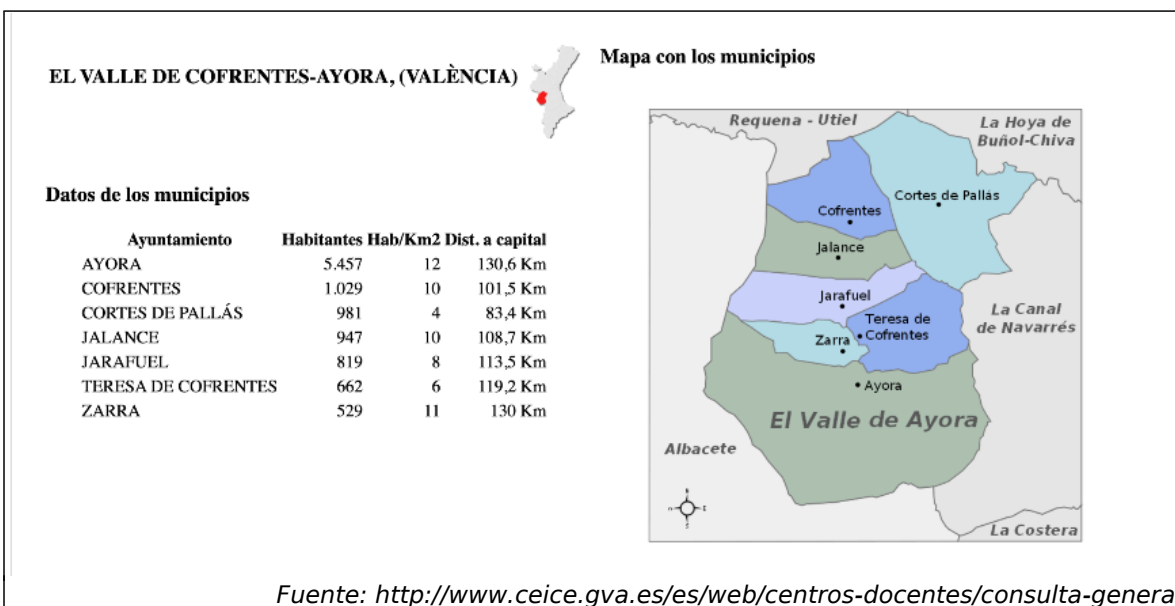 EL VALLE DE COFRENTES-AYORA, (VALÈNCIA)
Datos de los municipios
Ayuntamiento Habitantes Hab/Km2 Dist. a capital
AYORA 5.457 12 130,6 Km
COFRENTES 1.029 10 101,5 Km
CORTES DE PALLÁS 981 4 83,4 Km
JALANCE 947 10 108,7 Km
JARAFUEL 819 8 113,5 Km
TERESA DE COFRENTES 662 6 119,2 Km
ZARRA 529 11 130 Km
Mapa con los municipios
Requena - Utiel
La Hoya de
Buñol-Chiva
Cortes de Pallás
Cofrentes
Jalance
Jarafuel
Teresa de
Cofrentes
Zarra
La Canal
de Navarrés
Ayora
El Valle de Ayora
Albacete
La Costera
Fuente: http://www.ceice.gva.es/es/web/centros-docentes/consulta-genera